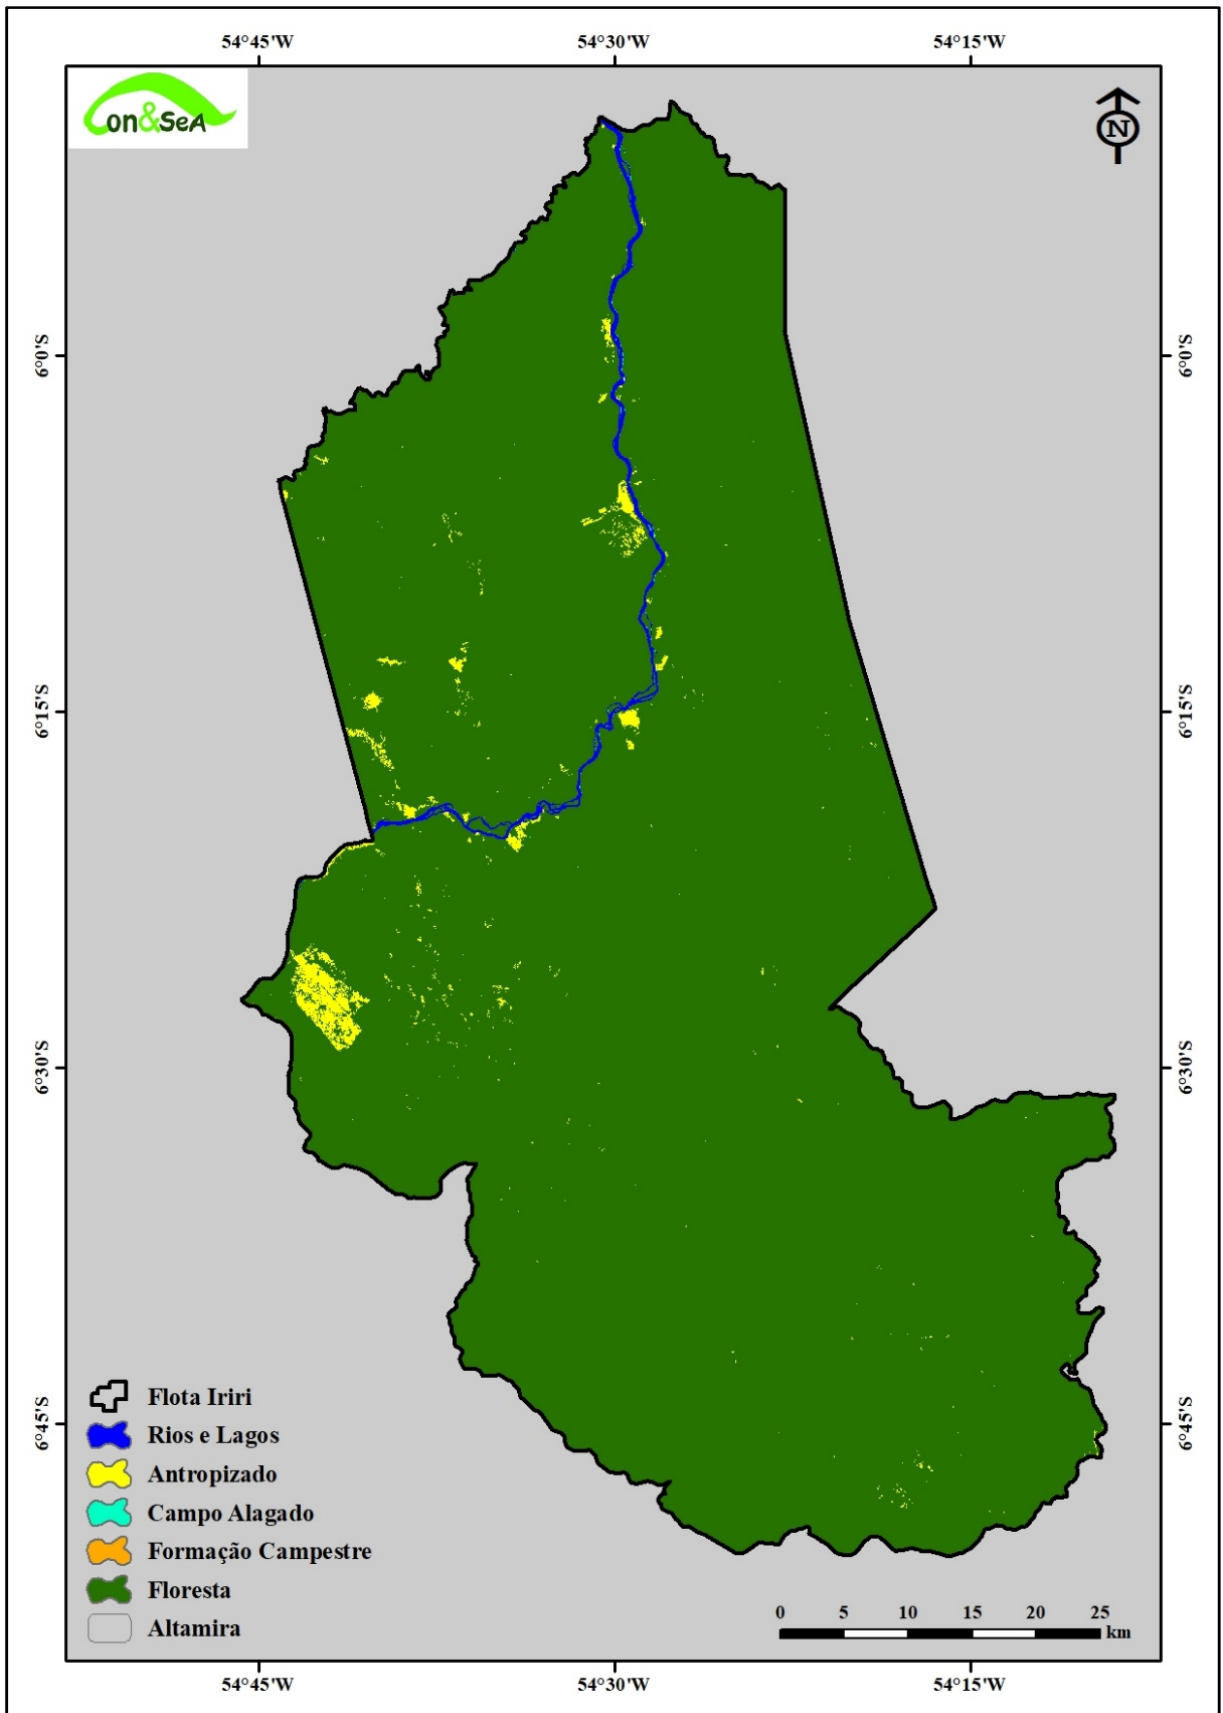 54°45'W 54°30'W 54°15'W
Con&SeA
N
6°0'S 6°0'S
6°15'S 6°15'S
6°30'S 6°30'S
6°45'S 6°45'S
Flota Iriri
Rios e Lagos
Antropizado
Campo Alagado
Formação Campestre
Floresta
Altamira
0 5 10 15 20 25
km
54°45'W 54°30'W 54°15'W